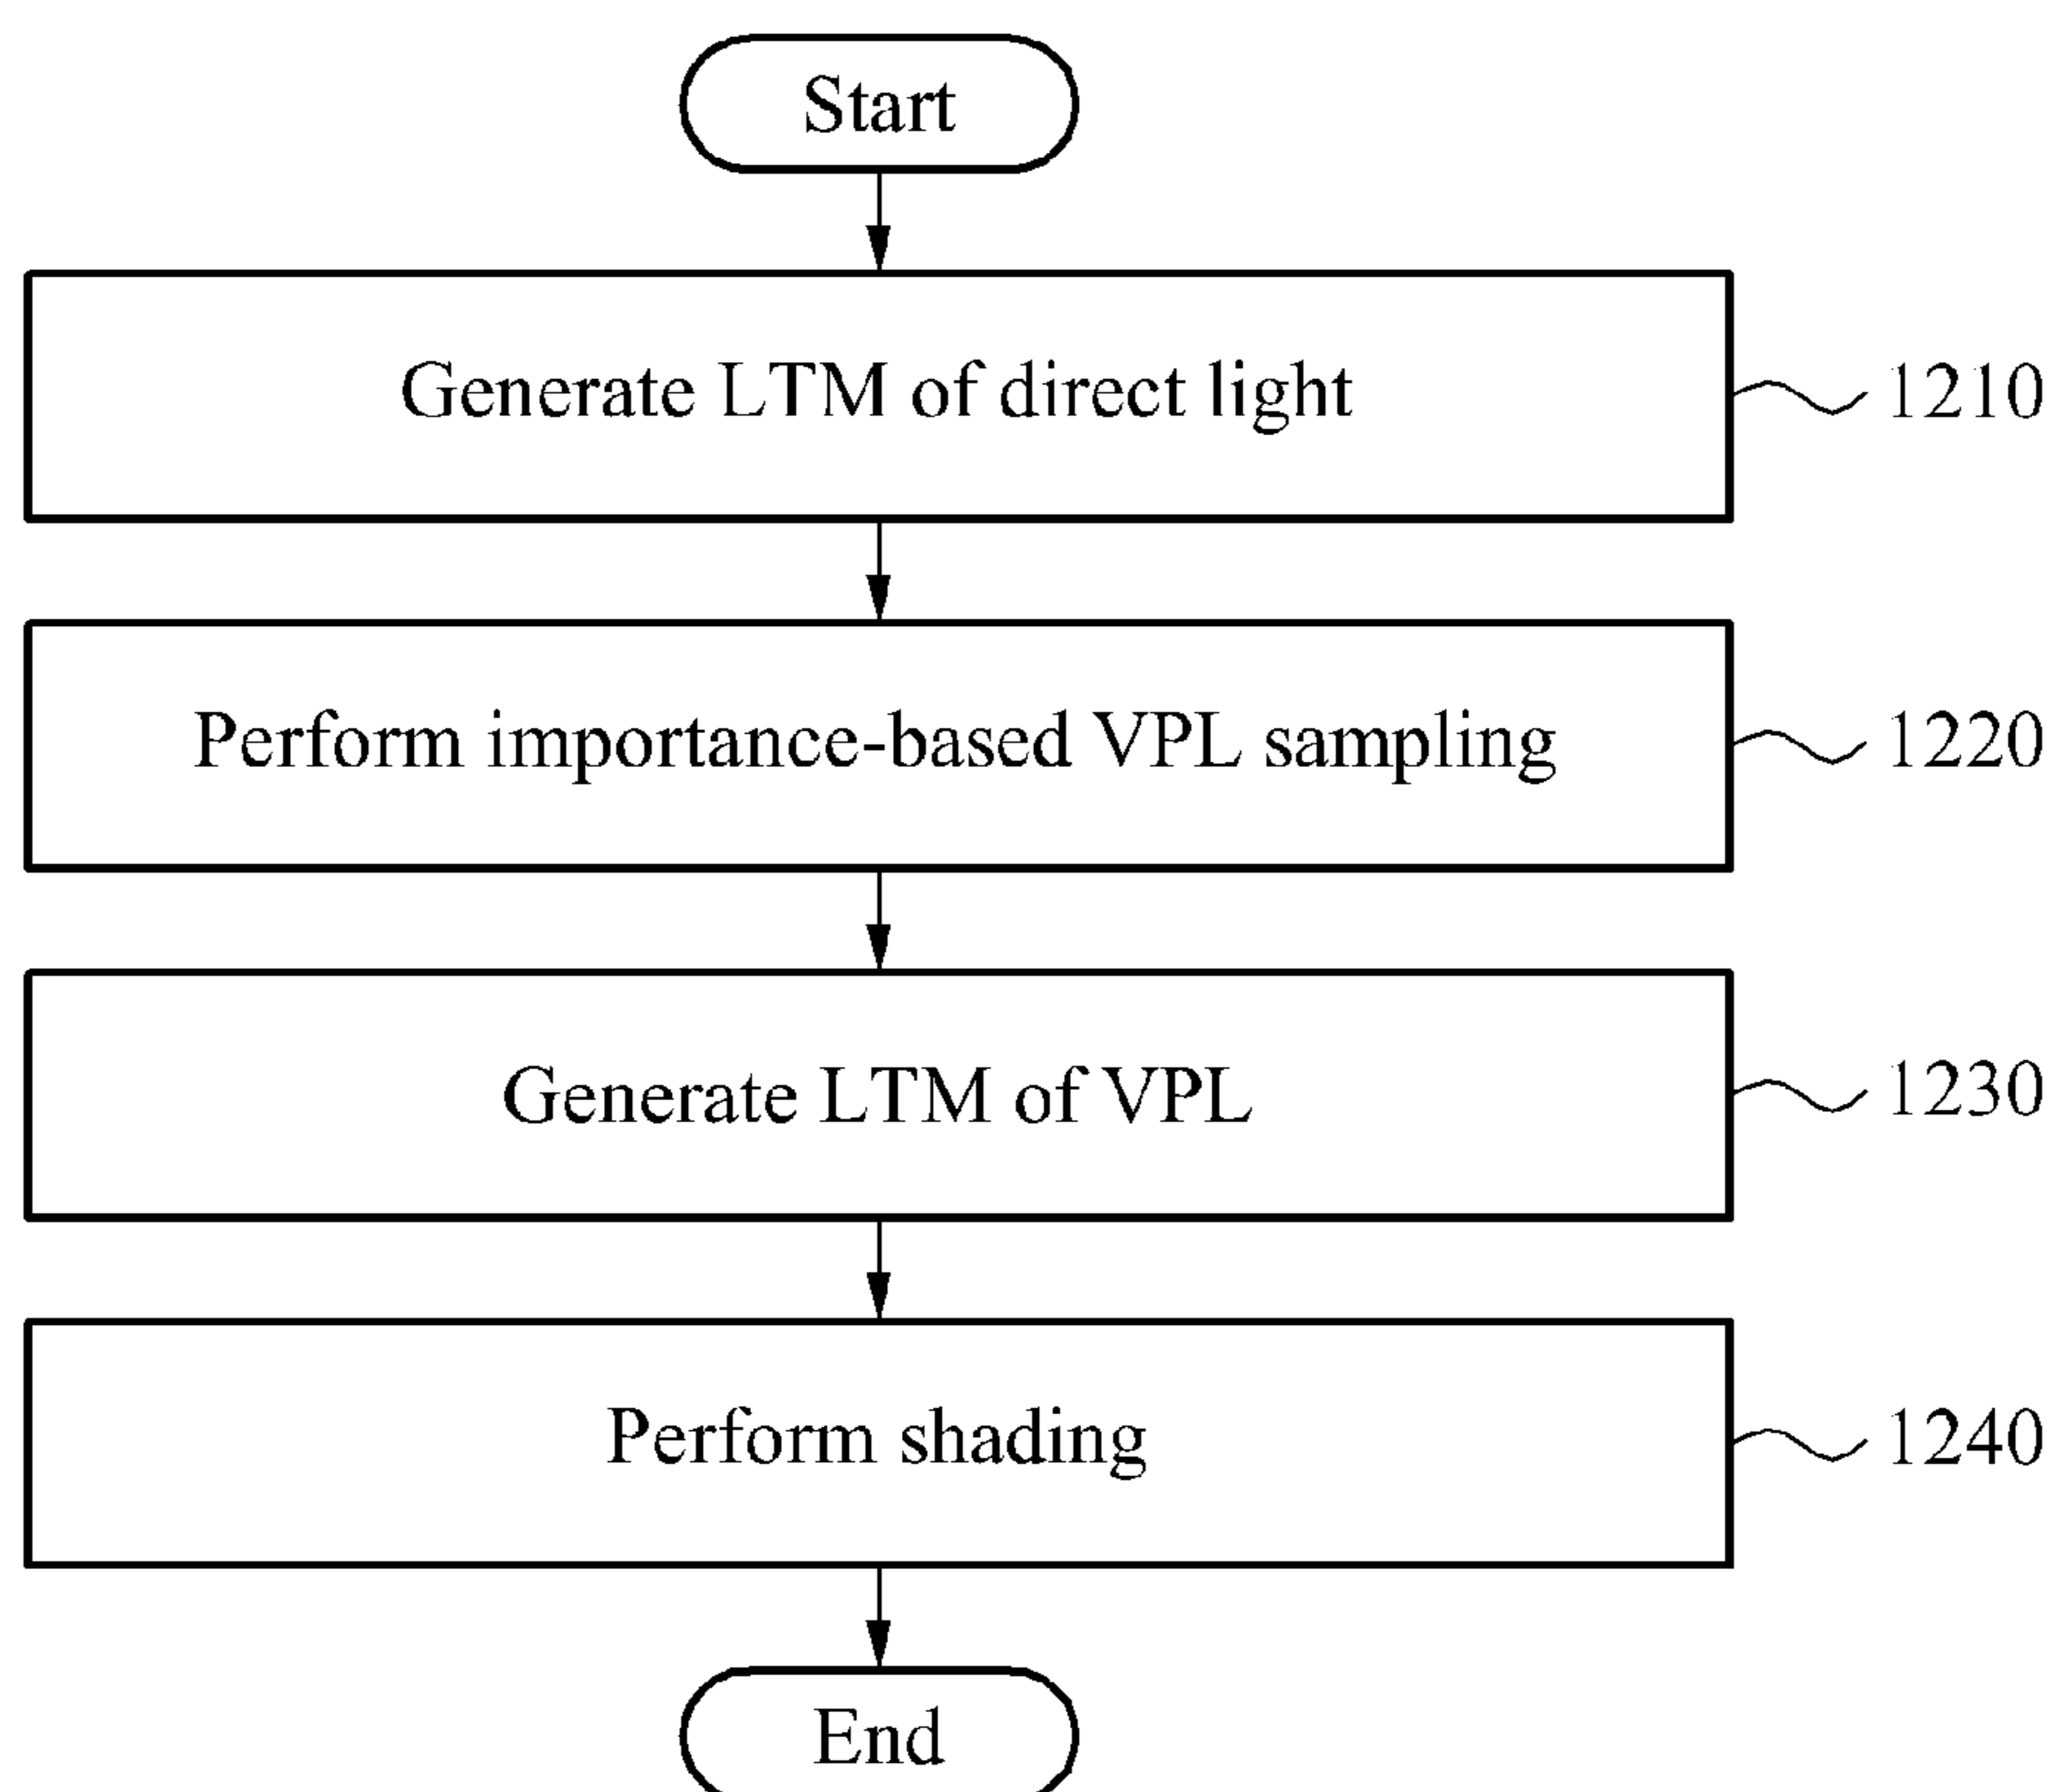 Start
Generate LTM of direct light
1210
Perform importance-based VPL sampling
1220
Generate LTM of VPL
1230
Perform shading
1240
End